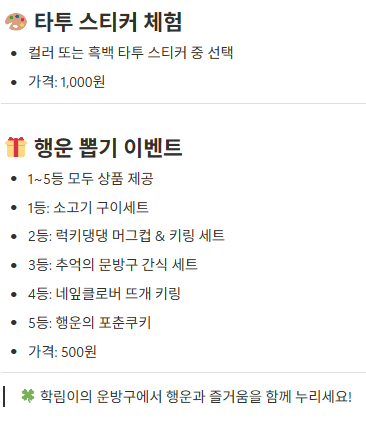 🎨 타투 스티커 체험
• 컬러 또는 흑백 타투 스티커 중 선택
• 가격: 1,000원
🎁 행운 뽑기 이벤트
• 1~5등 모두 상품 제공
• 1등: 소고기 구이세트
• 2등: 럭키댕댕 머그컵 & 키링 세트
• 3등: 추억의 문방구 간식 세트
• 4등: 네잎클로버 뜨개 키링
• 5등: 행운의 포춘쿠키
• 가격: 500원
🍀 학림이의 운방구에서 행운과 즐거움을 함께 누리세요!